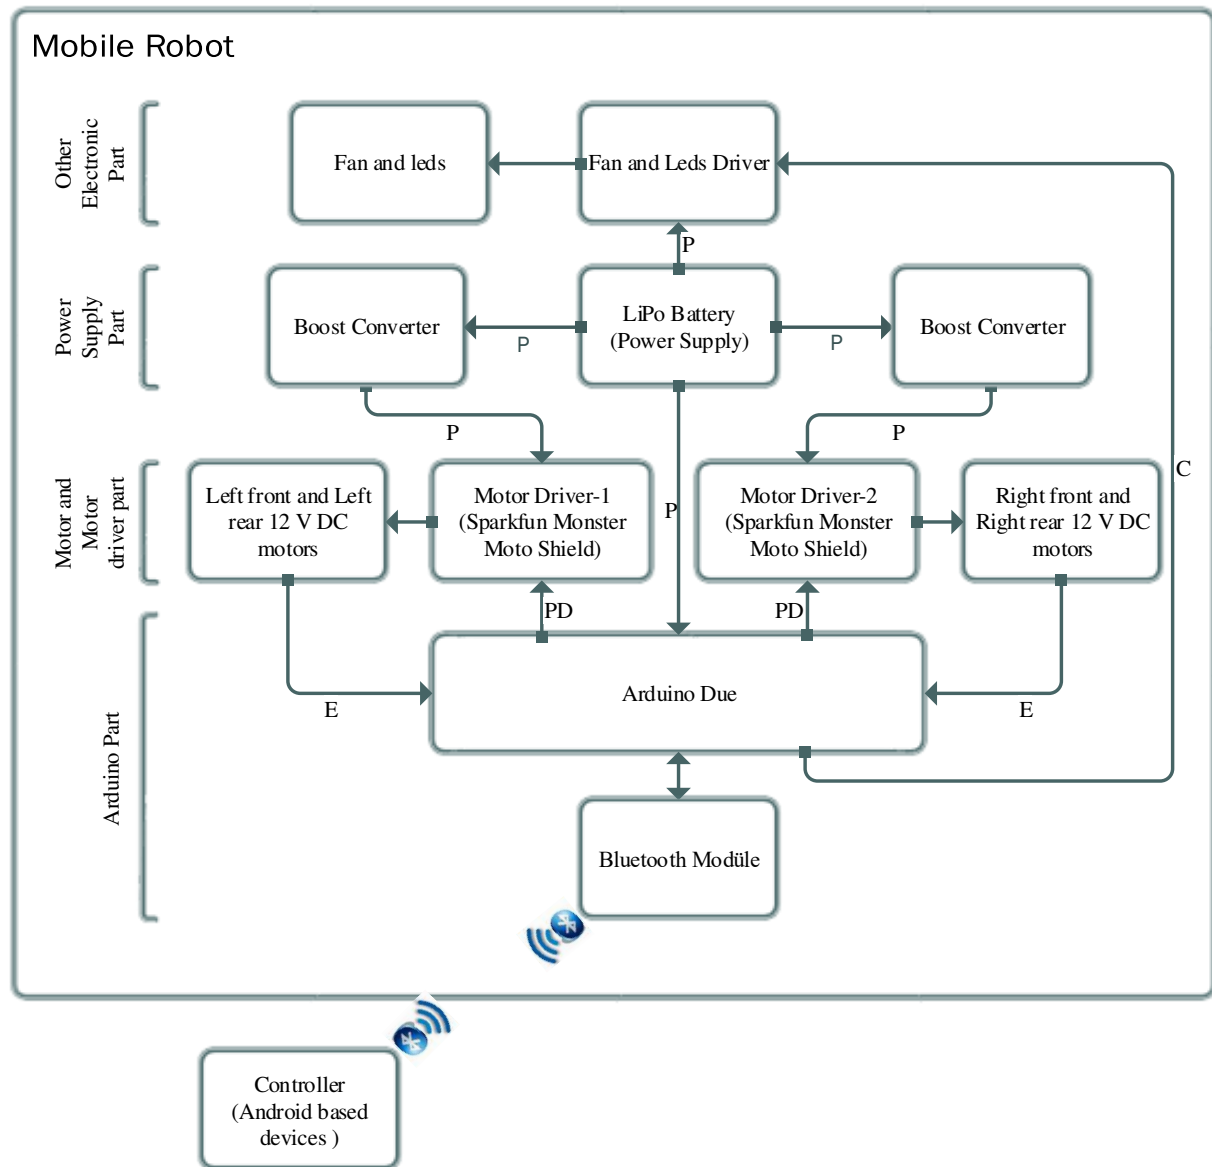 Mobile Robot
Other
Electronic
Part
Fan and leds
Fan and Leds Driver
P
Power
Supply
Part
Boost Converter
P
LiPo Battery
(Power Supply)
P
Boost Converter
P
P
Motor and
Motor
driver part
Left front and Left
rear 12 V DC
motors
Motor Driver-1
(Sparkfun Monster
Moto Shield)
P
Motor Driver-2
(Sparkfun Monster
Moto Shield)
Right front and
Right rear 12 V DC
motors
C
PD
PD
Arduino Part
E
Arduino Due
E
Bluetooth Modüle
Controller
(Android based
devices )